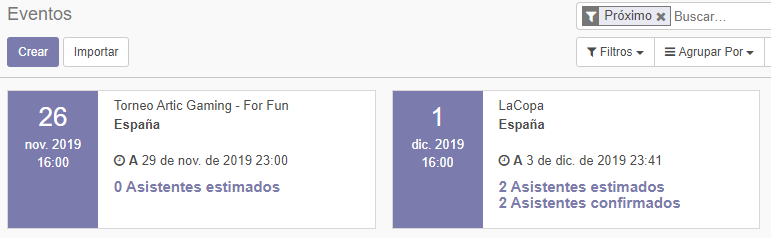 Eventos
Próximo
Buscar...
Crear
Importar
Filtros
Agrupar Por
26
nov. 2019
16:00
Torneo Artic Gaming - For Fun
España
A 29 de nov. de 2019 23:00
0 Asistentes estimados
1
dic. 2019
16:00
LaCopa
España
A 3 de dic. de 2019 23:41
2 Asistentes estimados
2 Asistentes confirmados